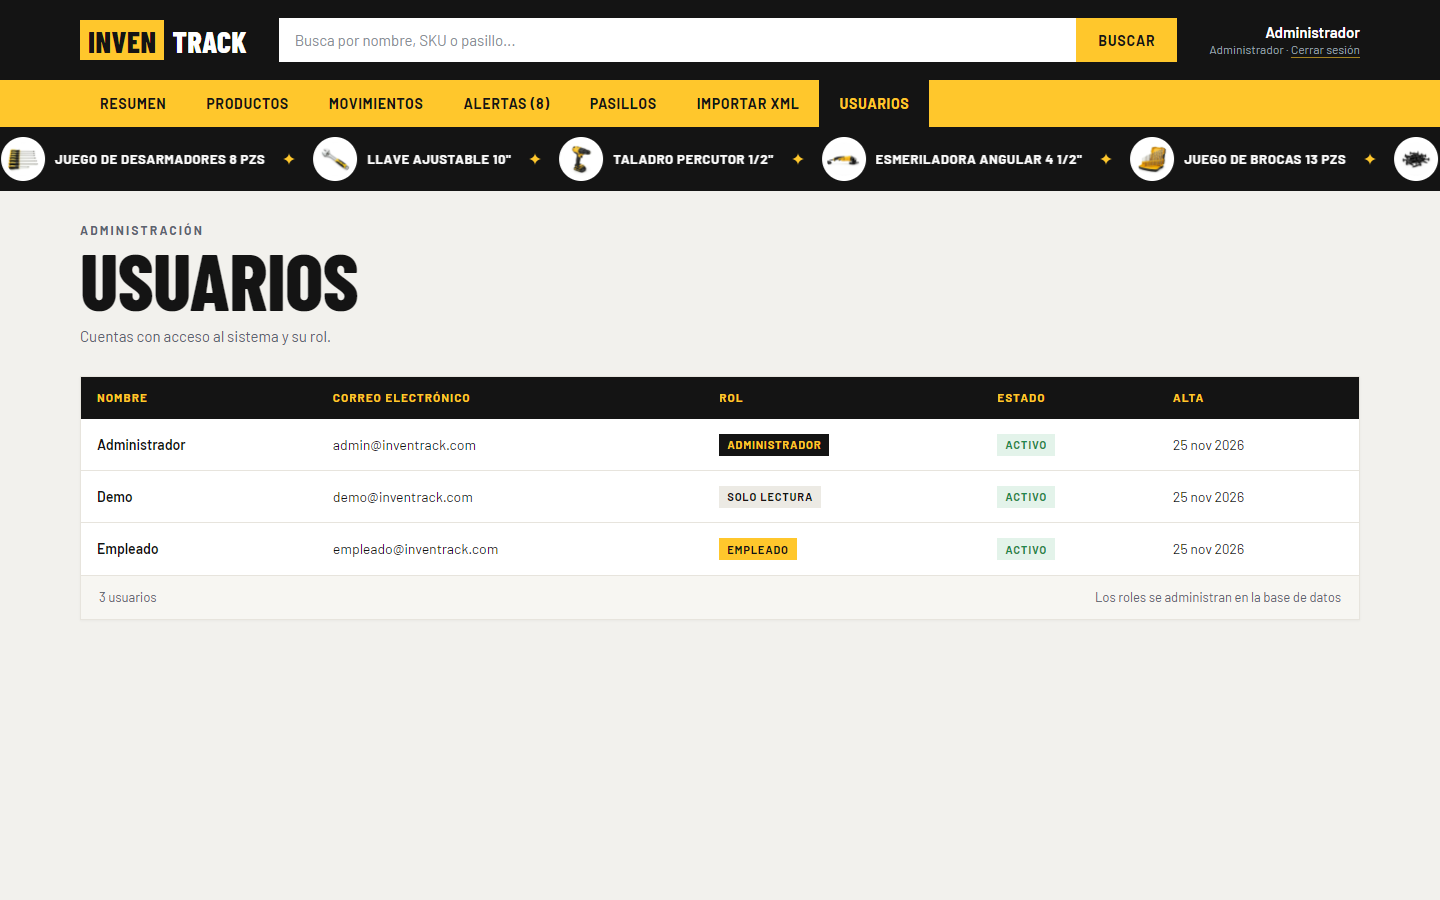 INVEN TRACK
Busca por nombre, SKU o pasillo...
BUSCAR
Administrador
Administrador · Cerrar sesión
RESUMEN PRODUCTOS MOVIMIENTOS ALERTAS (8) PASILLOS IMPORTAR XML USUARIOS
JUEGO DE DESARMADORES 8 PZS ✦ LLAVE AJUSTABLE 10" ✦ TALADRO PERCUTOR 1/2" ✦ ESMERILADORA ANGULAR 4 1/2" ✦ JUEGO DE BROCAS 13 PZS ✦
ADMINISTRACIÓN
USUARIOS
Cuentas con acceso al sistema y su rol.
NOMBRE CORREO ELECTRÓNICO ROL ESTADO ALTA
Administrador admin@inventrack.com ADMINISTRADOR ACTIVO 25 nov 2026
Demo demo@inventrack.com SOLO LECTURA ACTIVO 25 nov 2026
Empleado empleado@inventrack.com EMPLEADO ACTIVO 25 nov 2026
3 usuarios Los roles se administran en la base de datos